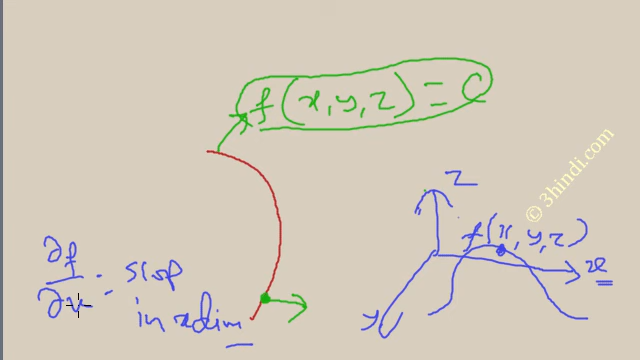 f(x,y,z) = C
© 3hindi.com
z
f(x,y,z)
x
y
∂f/∂x = slop
in x dim